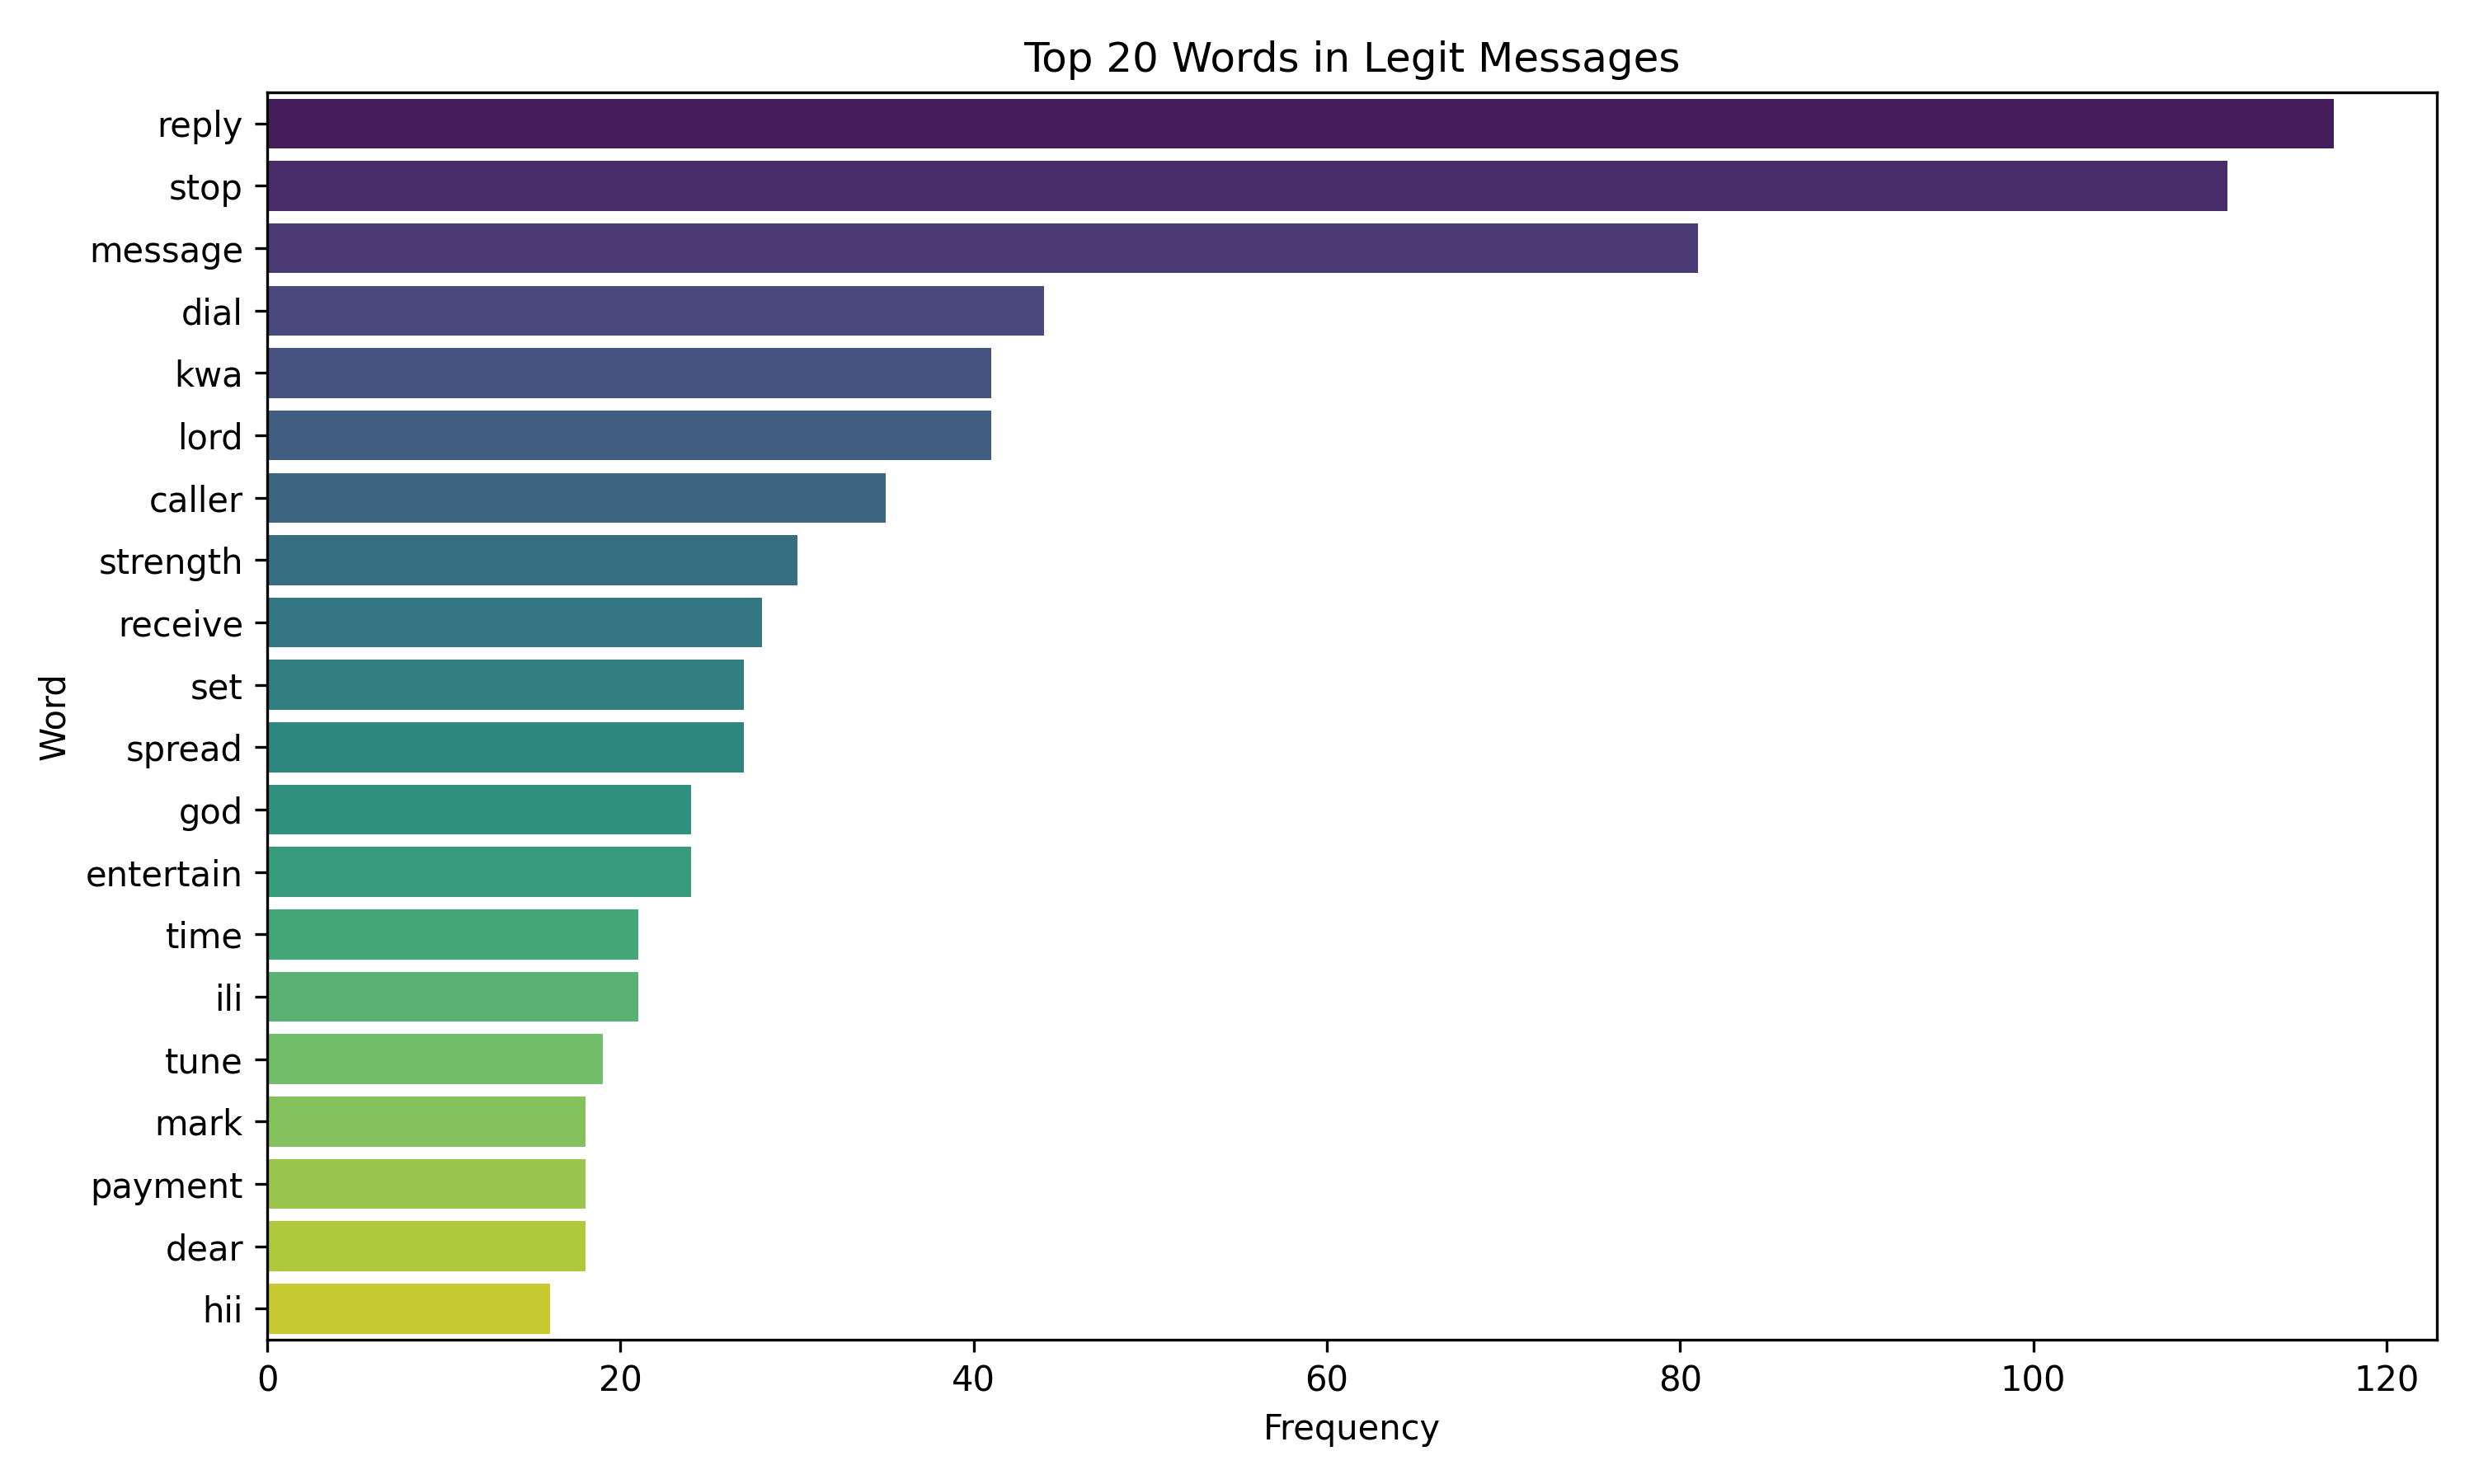 Top 20 Words in Legit Messages
reply
stop
message
dial
kwa
lord
caller
strength
receive
set
spread
god
entertain
time
ili
tune
mark
payment
dear
hii
Word
0 20 40 60 80 100 120
Frequency